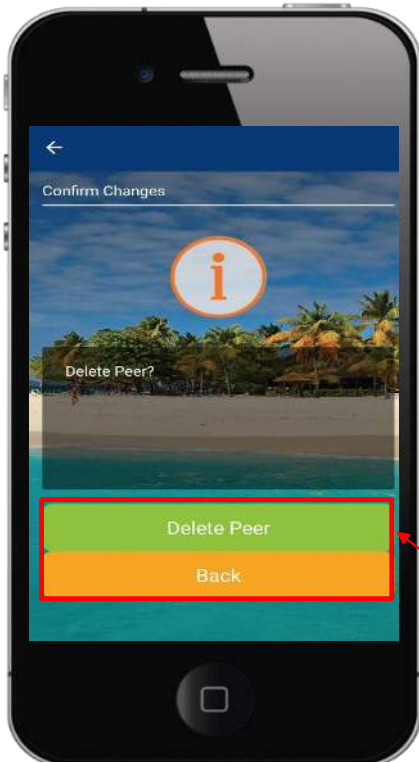 Confirm Changes
i
Delete Peer?
Delete Peer
Back